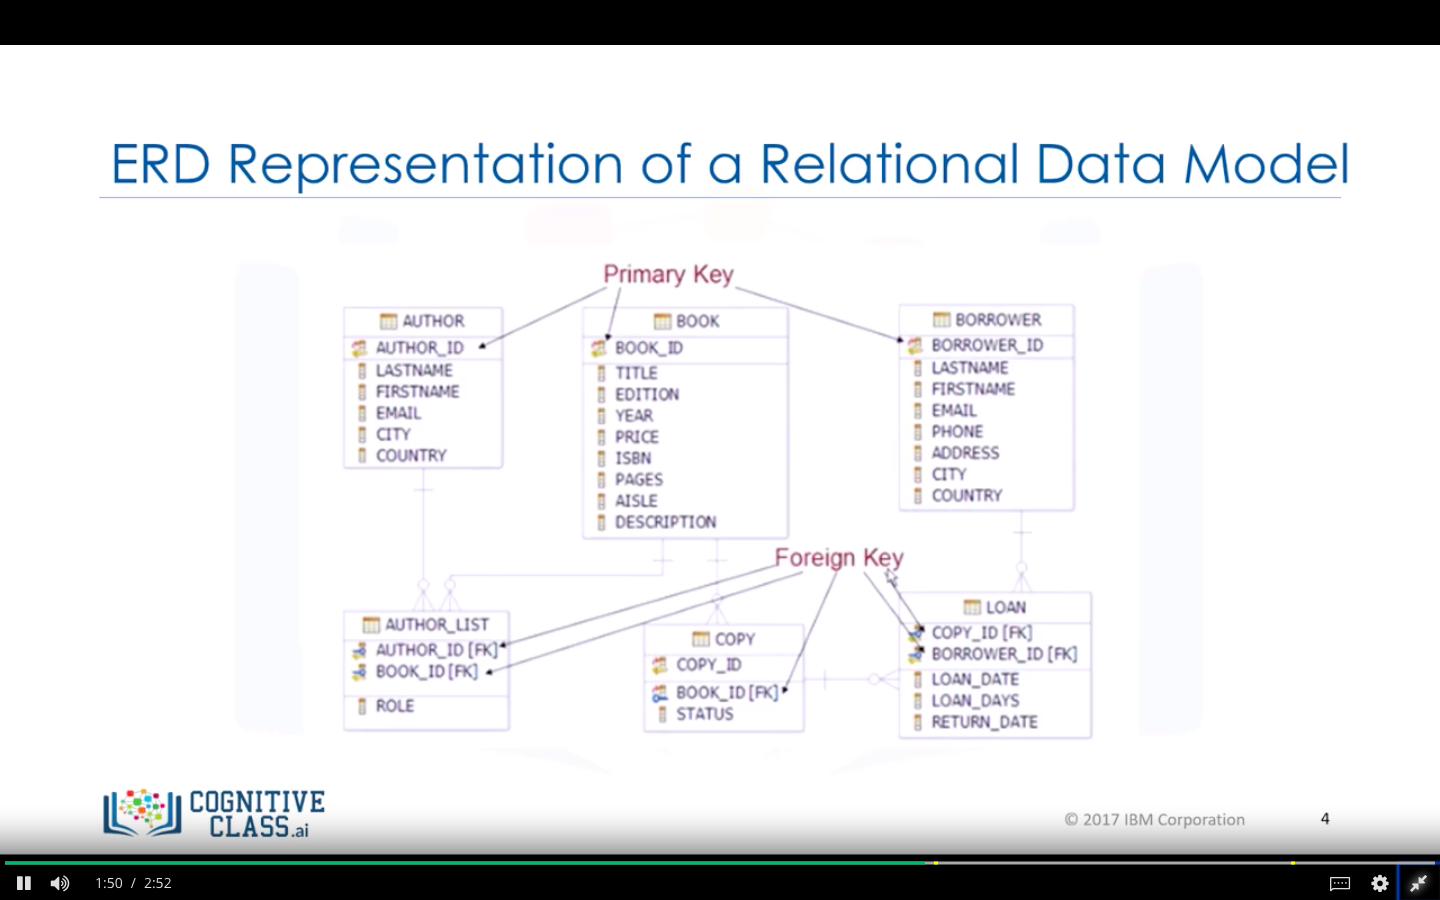 ERD Representation of a Relational Data Model
Primary Key
AUTHOR
AUTHOR_ID
LASTNAME
FIRSTNAME
EMAIL
CITY
COUNTRY
BOOK
BOOK_ID
TITLE
EDITION
YEAR
PRICE
ISBN
PAGES
AISLE
DESCRIPTION
BORROWER
BORROWER_ID
LASTNAME
FIRSTNAME
EMAIL
PHONE
ADDRESS
CITY
COUNTRY
Foreign Key
AUTHOR_LIST
AUTHOR_ID [FK]
BOOK_ID [FK]
ROLE
COPY
COPY_ID
BOOK_ID [FK]
STATUS
LOAN
COPY_ID [FK]
BORROWER_ID [FK]
LOAN_DATE
LOAN_DAYS
RETURN_DATE
COGNITIVE
CLASS.ai
© 2017 IBM Corporation
4
1:50 / 2:52